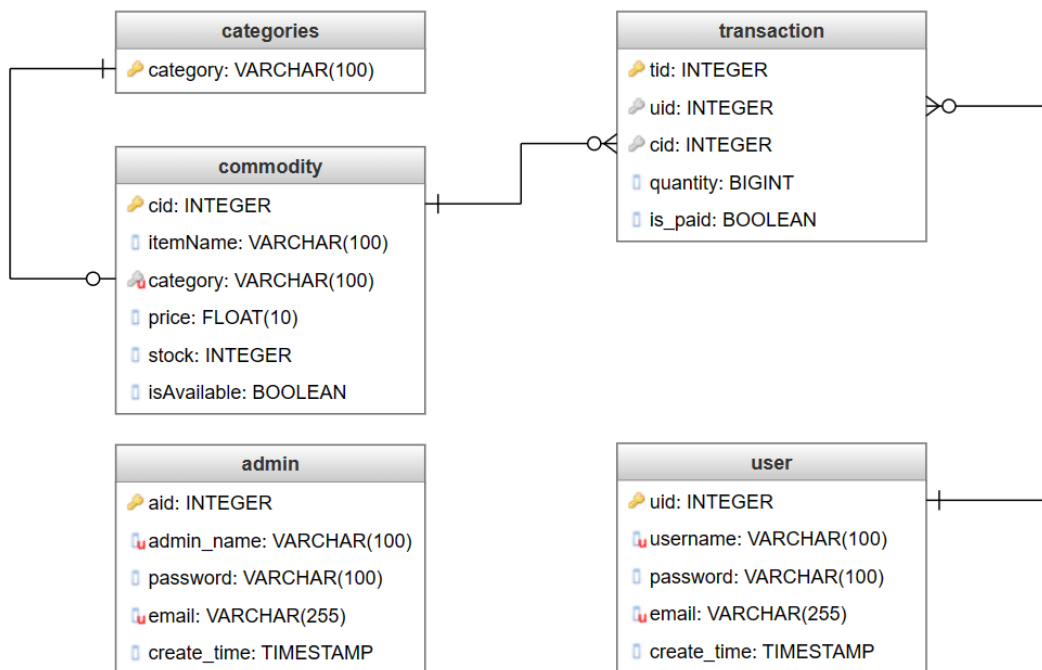 categories
category: VARCHAR(100)
commodity
cid: INTEGER
itemName: VARCHAR(100)
category: VARCHAR(100)
price: FLOAT(10)
stock: INTEGER
isAvailable: BOOLEAN
admin
aid: INTEGER
admin_name: VARCHAR(100)
password: VARCHAR(100)
email: VARCHAR(255)
create_time: TIMESTAMP
transaction
tid: INTEGER
uid: INTEGER
cid: INTEGER
quantity: BIGINT
is_paid: BOOLEAN
user
uid: INTEGER
username: VARCHAR(100)
password: VARCHAR(100)
email: VARCHAR(255)
create_time: TIMESTAMP